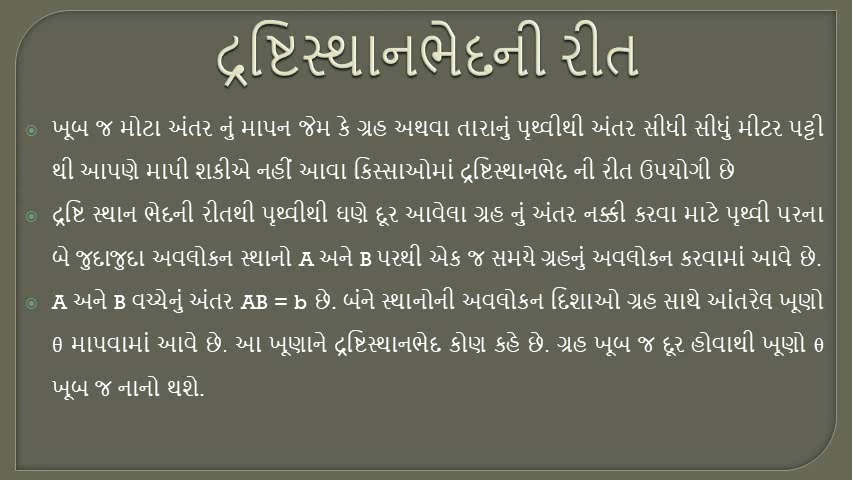 દ્રષ્ટિસ્થાનભેદની રીત
ખૂબ જ મોટા અંતર નું માપન જેમ કે ગ્રહ અથવા તારાનું પૃથ્વીથી અંતર સીધી સીધું મીટર પટ્ટી
થી આપણે માપી શકીએ નહીં આવા કિસ્સાઓમાં દ્રષ્ટિસ્થાનભેદ ની રીત ઉપયોગી છે
દ્રષ્ટિ સ્થાન ભેદની રીતથી પૃથ્વીથી ઘણે દૂર આવેલા ગ્રહ નું અંતર નક્કી કરવા માટે પૃથ્વી પરના
બે જુદાજુદા અવલોકન સ્થાનો A અને B પરથી એક જ સમયે ગ્રહનું અવલોકન કરવામાં આવે છે.
A અને B વચ્ચેનું અંતર AB = b છે. બંને સ્થાનોની અવલોકન દિશાઓ ગ્રહ સાથે આંતરેલ ખૂણો
θ માપવામાં આવે છે. આ ખૂણાને દ્રષ્ટિસ્થાનભેદ કોણ કહે છે. ગ્રહ ખૂબ જ દૂર હોવાથી ખૂણો θ
ખૂબ જ નાનો થશે.